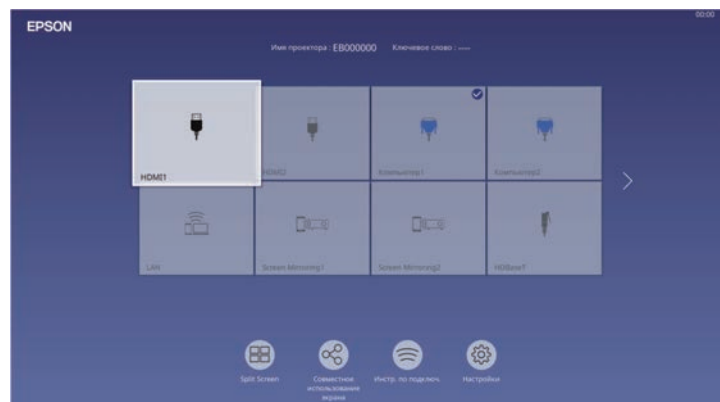 00:00
EPSON
Имя проектора : EB000000 Ключевое слово : ----
HDMI1 HDMI2 Компьютер1 Компьютер2
LAN Screen Mirroring1 Screen Mirroring2 HDBaseT
Split Screen
Совместное
использование
экрана
Инстр. по подключ.
Настройки